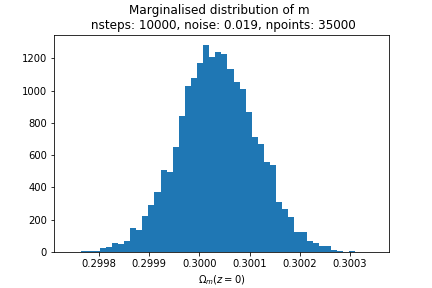 Marginalised distribution of m
nsteps: 10000, noise: 0.019, npoints: 35000
1200
1000
800
600
400
200
0
0.2998 0.2999 0.3000 0.3001 0.3002 0.3003
Ωm(z = 0)